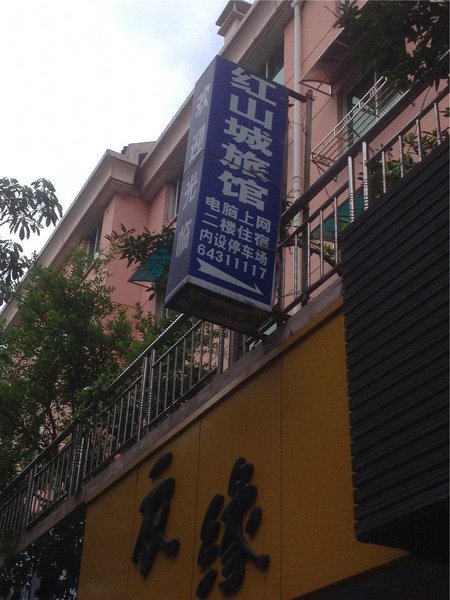 欢迎光临
红山城旅馆
电脑上网
二楼住宿
内设停车场
64311117
衣缘